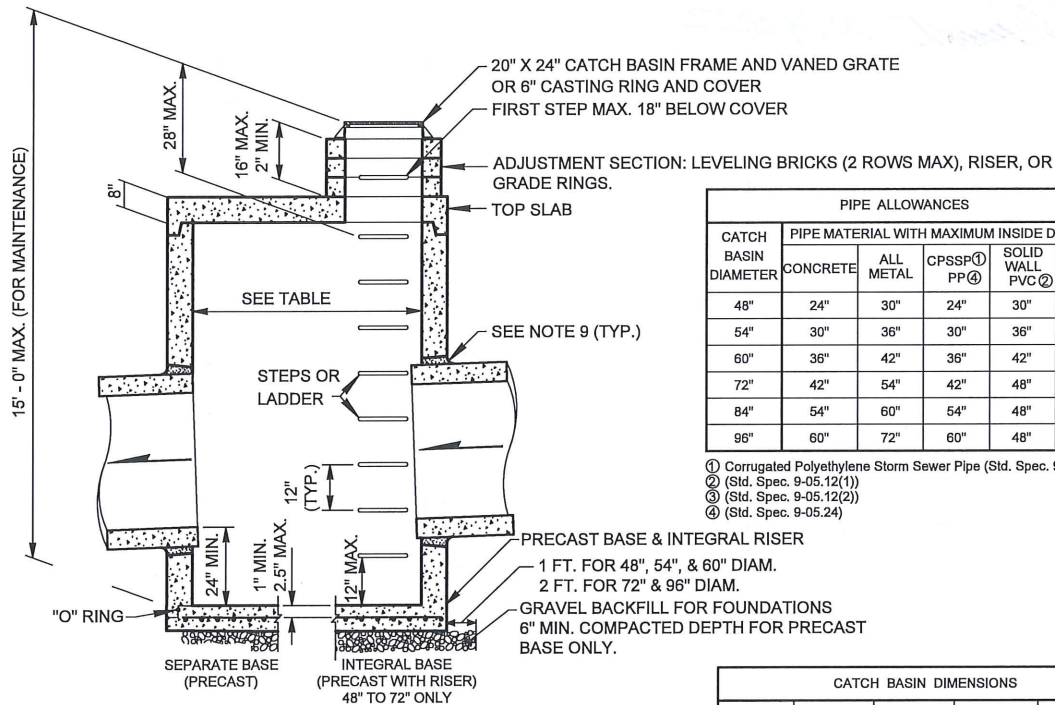 20" X 24" CATCH BASIN FRAME AND VANED GRATE
OR 6" CASTING RING AND COVER
FIRST STEP MAX. 18" BELOW COVER
ADJUSTMENT SECTION: LEVELING BRICKS (2 ROWS MAX), RISER, OR
GRADE RINGS.
TOP SLAB
28" MAX.
16" MAX.
2" MIN.
8"
15' - 0" MAX. (FOR MAINTENANCE)
SEE TABLE
SEE NOTE 9 (TYP.)
STEPS OR
LADDER
12"
(TYP.)
24" MIN.
1" MIN.
2.5" MAX.
12" MAX.
PRECAST BASE & INTEGRAL RISER
1 FT. FOR 48", 54", & 60" DIAM.
2 FT. FOR 72" & 96" DIAM.
GRAVEL BACKFILL FOR FOUNDATIONS
6" MIN. COMPACTED DEPTH FOR PRECAST
BASE ONLY.
"O" RING
SEPARATE BASE
(PRECAST)
INTEGRAL BASE
(PRECAST WITH RISER)
48" TO 72" ONLY
PIPE ALLOWANCES
CATCH
BASIN
DIAMETER
PIPE MATERIAL WITH MAXIMUM INSIDE D
CONCRETE
ALL
METAL
CPSSP①
PP④
SOLID
WALL
PVC②
48" 24" 30" 24" 30"
54" 30" 36" 30" 36"
60" 36" 42" 36" 42"
72" 42" 54" 42" 48"
84" 54" 60" 54" 48"
96" 60" 72" 60" 48"
① Corrugated Polyethylene Storm Sewer Pipe (Std. Spec. 9
② (Std. Spec. 9-05.12(1))
③ (Std. Spec. 9-05.12(2))
④ (Std. Spec. 9-05.24)
CATCH BASIN DIMENSIONS